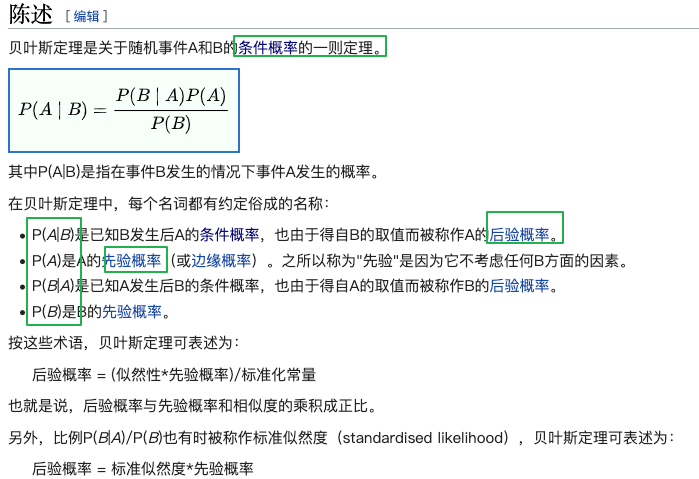 陈述 [ 编辑 ]
贝叶斯定理是关于随机事件A和B的条件概率的一则定理。
P(A | B) = P(B | A)P(A) / P(B)
其中P(A|B)是指在事件B发生的情况下事件A发生的概率。
在贝叶斯定理中，每个名词都有约定俗成的名称：
• P(A|B)是已知B发生后A的条件概率，也由于得自B的取值而被称作A的后验概率。
• P(A)是A的先验概率（或边缘概率）。之所以称为"先验"是因为它不考虑任何B方面的因素。
• P(B|A)是已知A发生后B的条件概率，也由于得自A的取值而被称作B的后验概率。
• P(B)是B的先验概率。
按这些术语，贝叶斯定理可表述为：
后验概率 = (似然性*先验概率)/标准化常量
也就是说，后验概率与先验概率和相似度的乘积成正比。
另外，比例P(B|A)/P(B)也有时被称作标准似然度（standardised likelihood），贝叶斯定理可表述为：
后验概率 = 标准似然度*先验概率